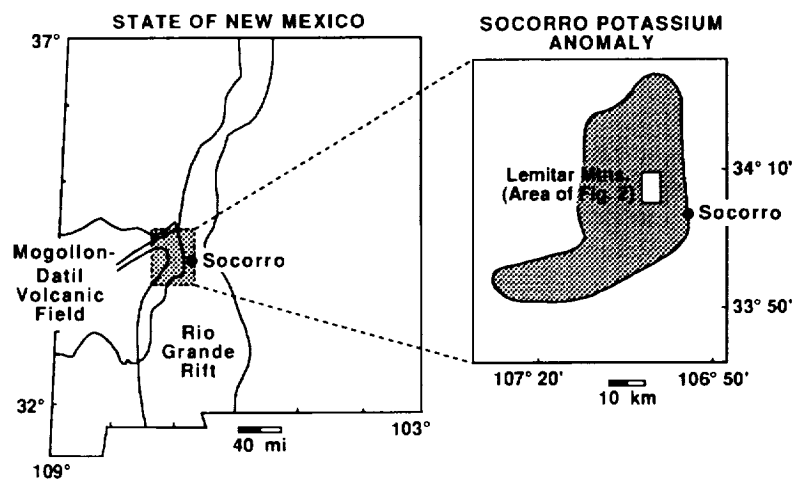 STATE OF NEW MEXICO
37°
Mogollon-
Datil
Volcanic
Field
Socorro
Rio
Grande
Rift
32°
103°
109°
40 mi
SOCORRO POTASSIUM
ANOMALY
34° 10'
Lemitar Mtns.
(Area of Fig. 2)
Socorro
33° 50'
107° 20'
106° 50'
10 km